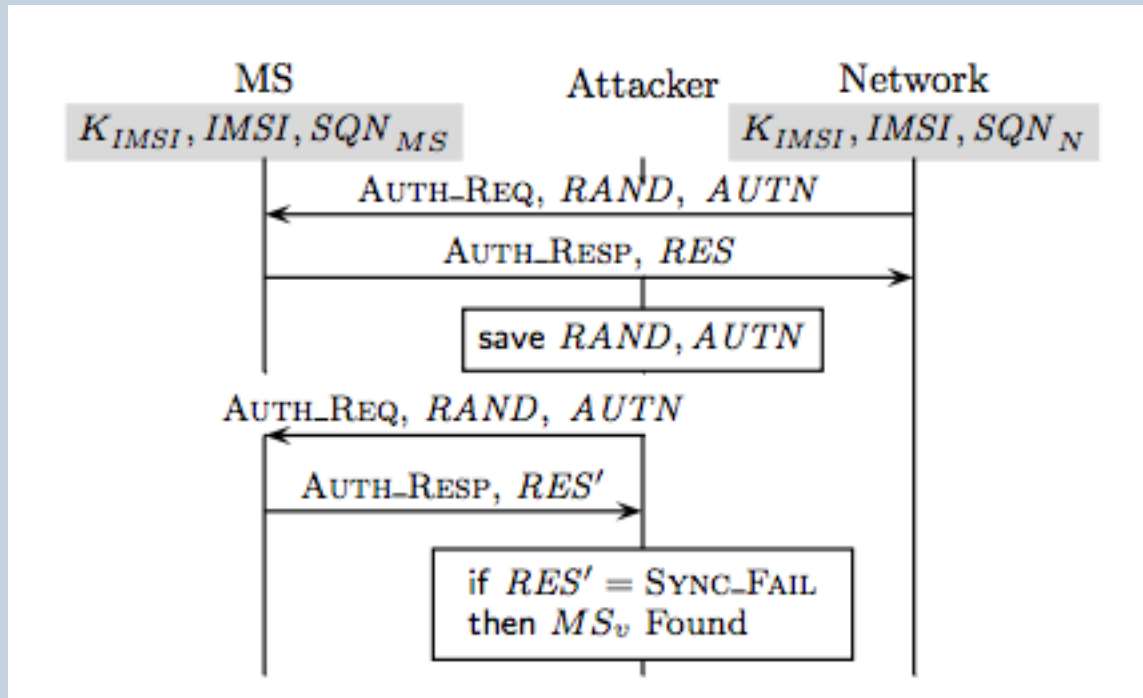 MS Attacker Network
K_IMSI, IMSI, SQN_MS K_IMSI, IMSI, SQN_N
AUTH_REQ, RAND, AUTN
AUTH_RESP, RES
save RAND, AUTN
AUTH_REQ, RAND, AUTN
AUTH_RESP, RES′
if RES′ = SYNC_FAIL
then MS_v Found